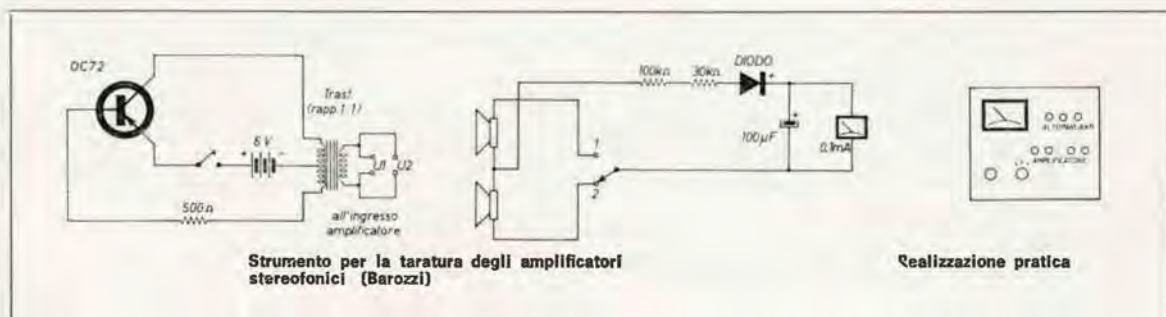 OC72
Trasf.
(rapp. 1:1)
6 V
+
-
500Ω
U1
U2
all'ingresso
amplificatore
1
2
100kΩ
30kΩ
DIODO
+
+
100µF
0,1mA
ALTOPARLANTI
AMPLIFICATORE
Strumento per la taratura degli amplificatori
stereofonici (Barozzi)
Realizzazione pratica